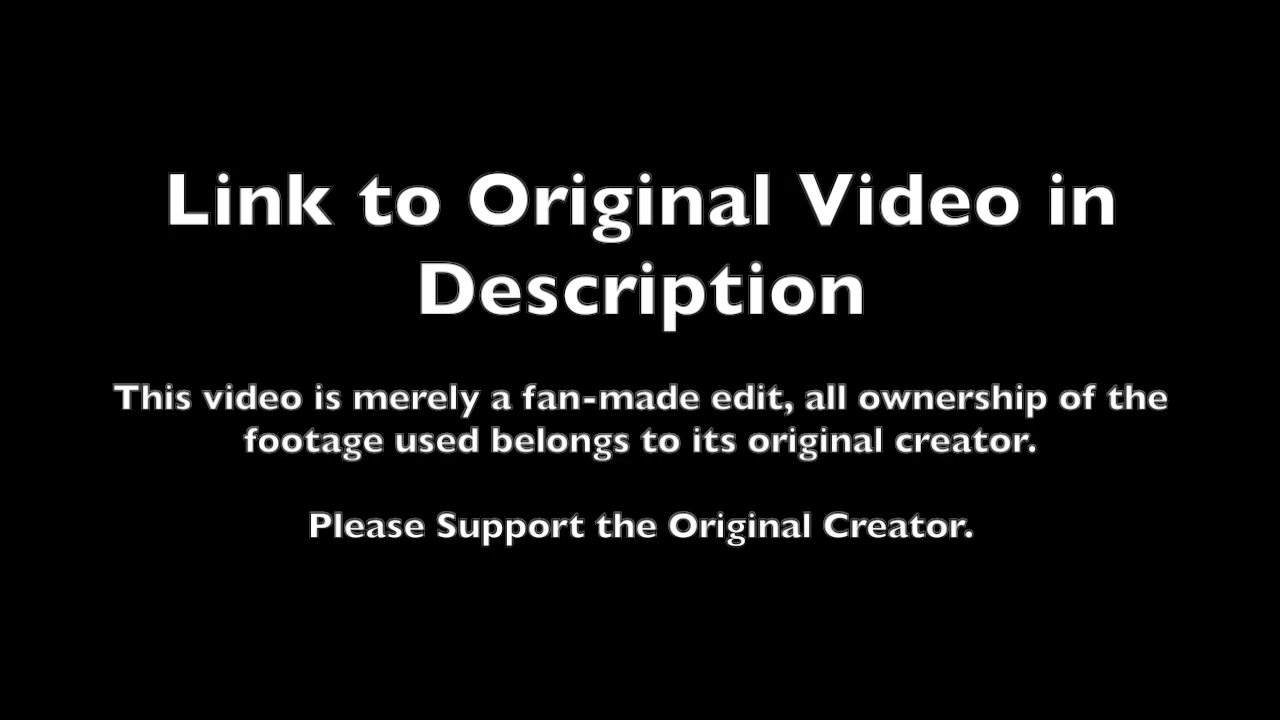 Link to Original Video in
Description
This video is merely a fan-made edit, all ownership of the
footage used belongs to its original creator.
Please Support the Original Creator.